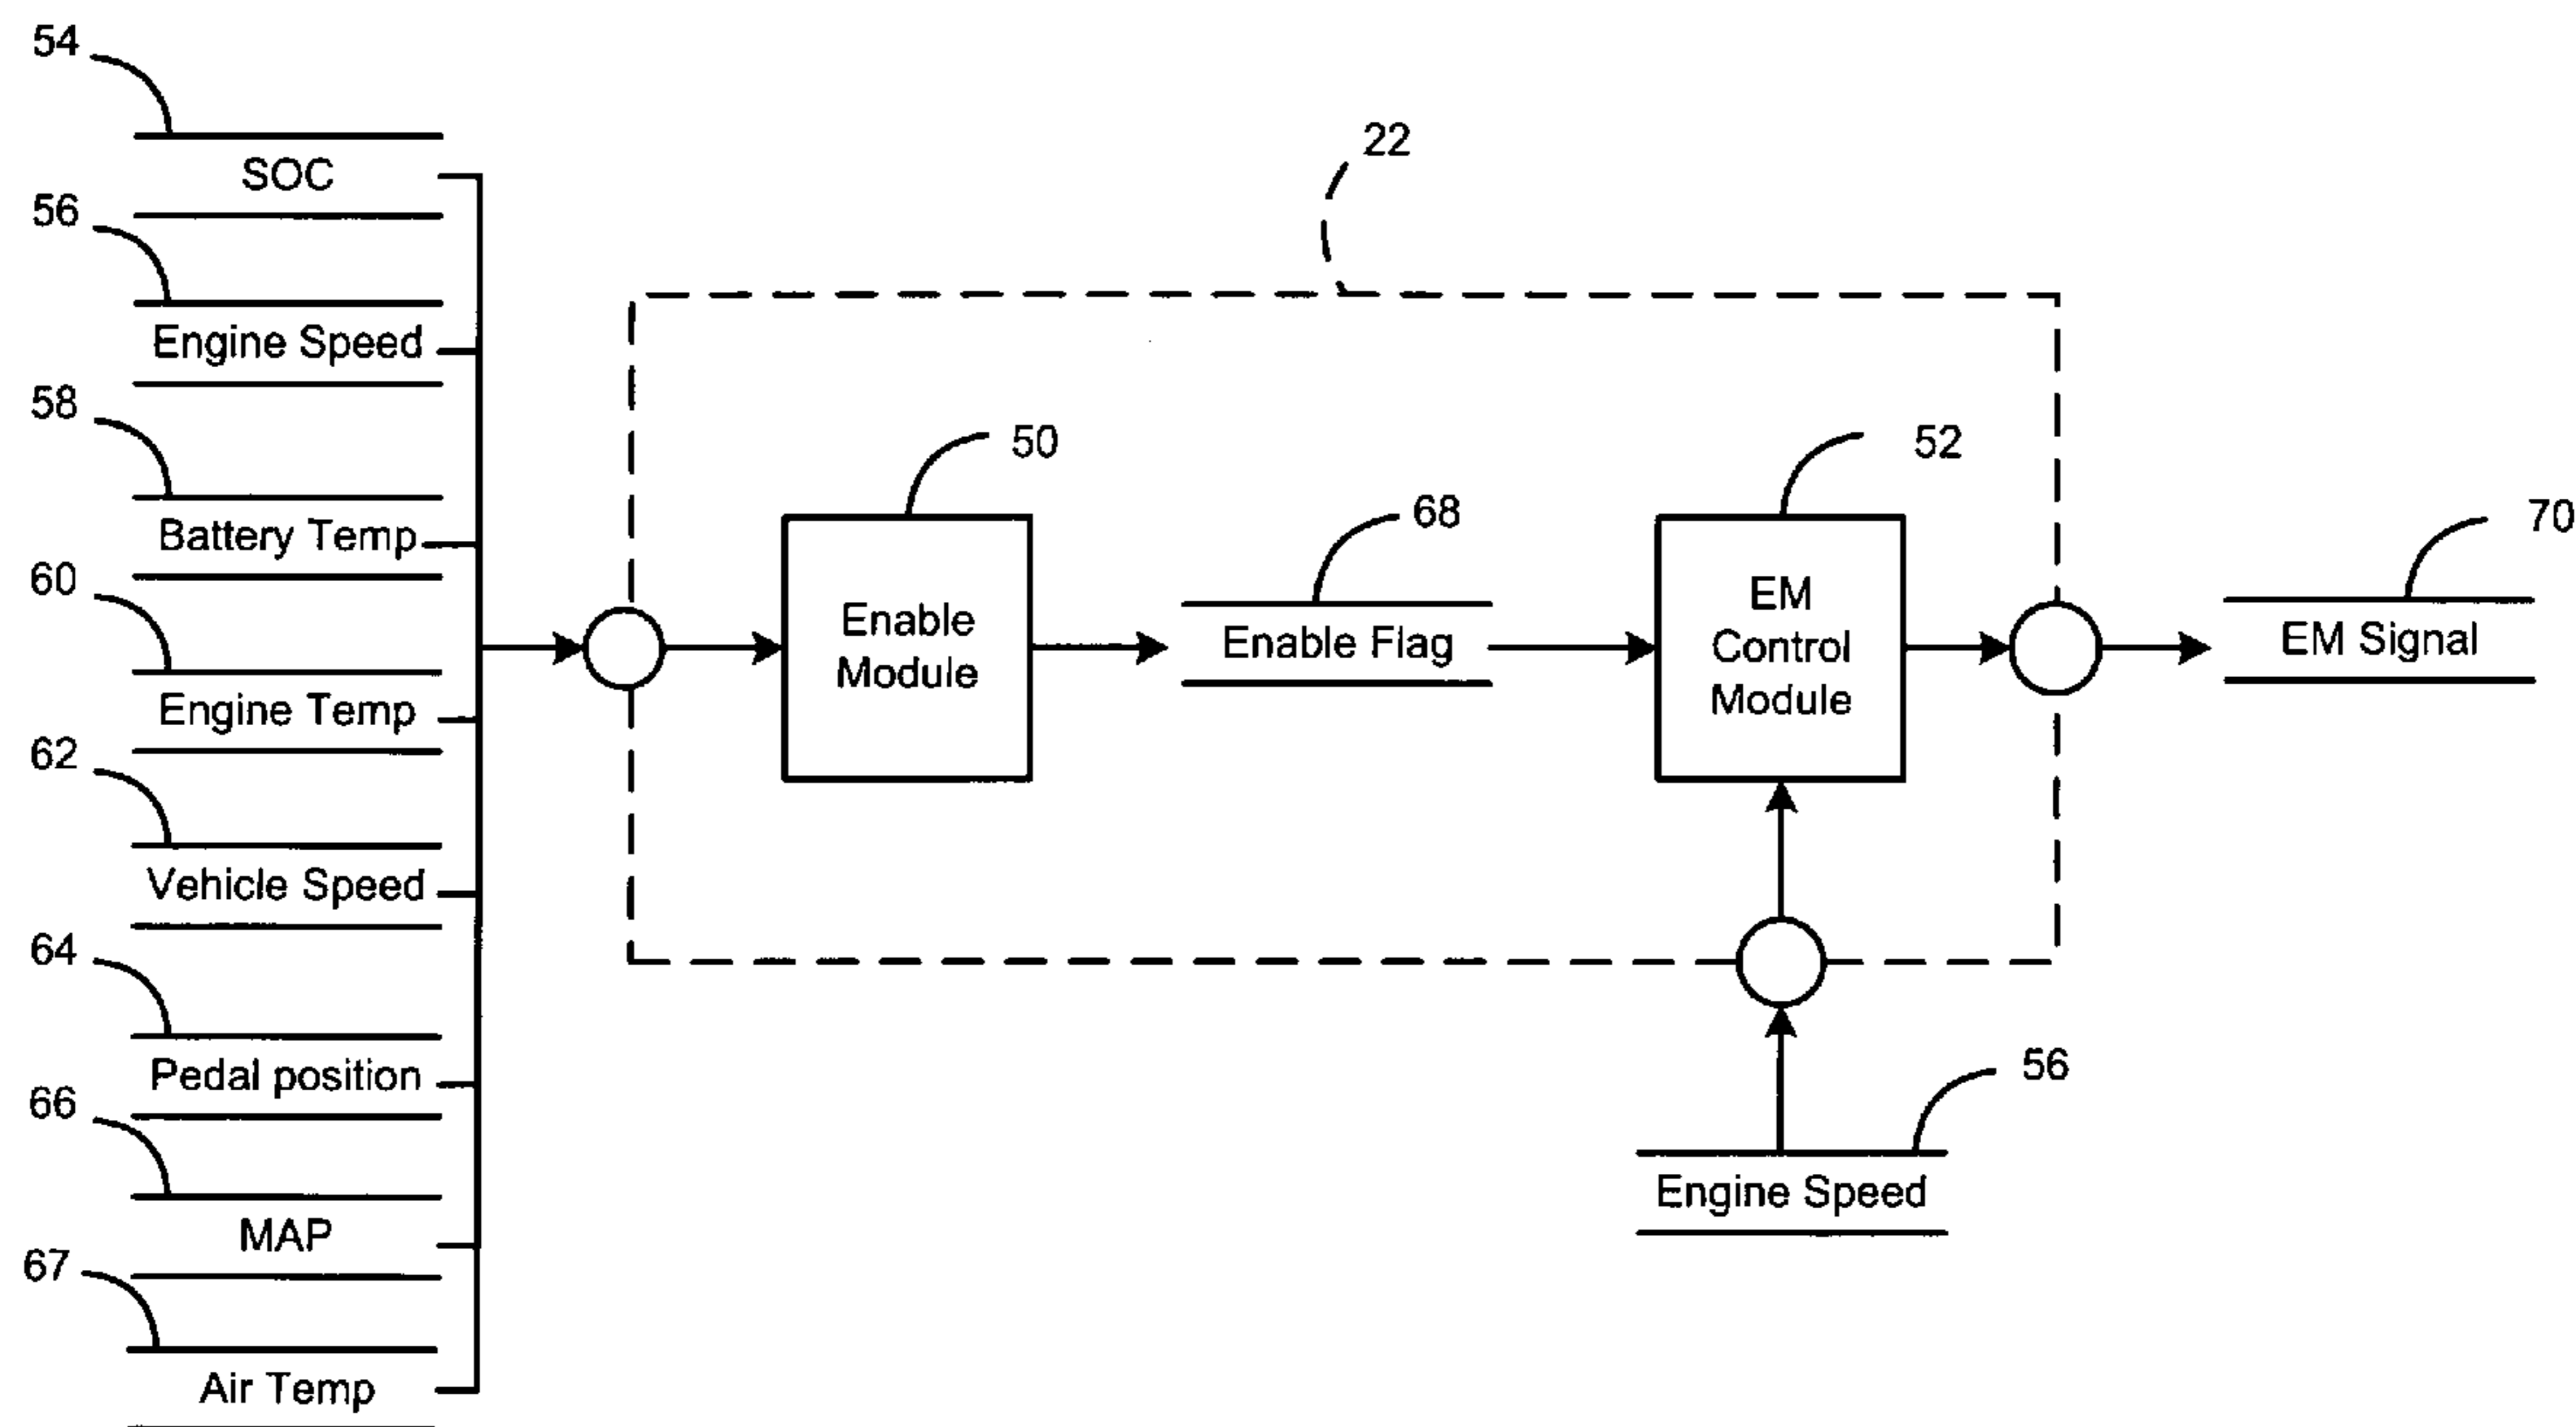 54
SOC
56
Engine Speed
58
Battery Temp
60
Engine Temp
62
Vehicle Speed
64
Pedal position
66
MAP
67
Air Temp
22
50
Enable
Module
68
Enable Flag
52
EM
Control
Module
70
EM Signal
56
Engine Speed